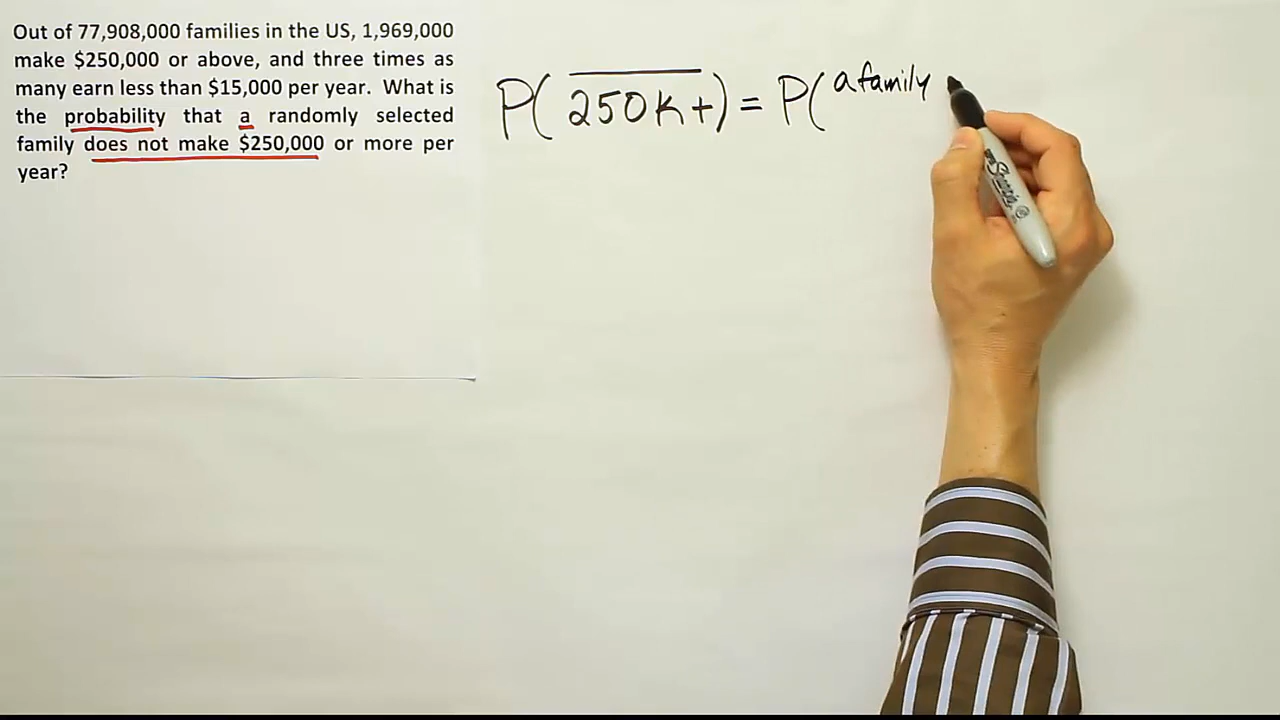 Out of 77,908,000 families in the US, 1,969,000
make $250,000 or above, and three times as
many earn less than $15,000 per year. What is
the probability that a randomly selected
family does not make $250,000 or more per
year?
P( 250K+ ) = P( a family
Sharpie